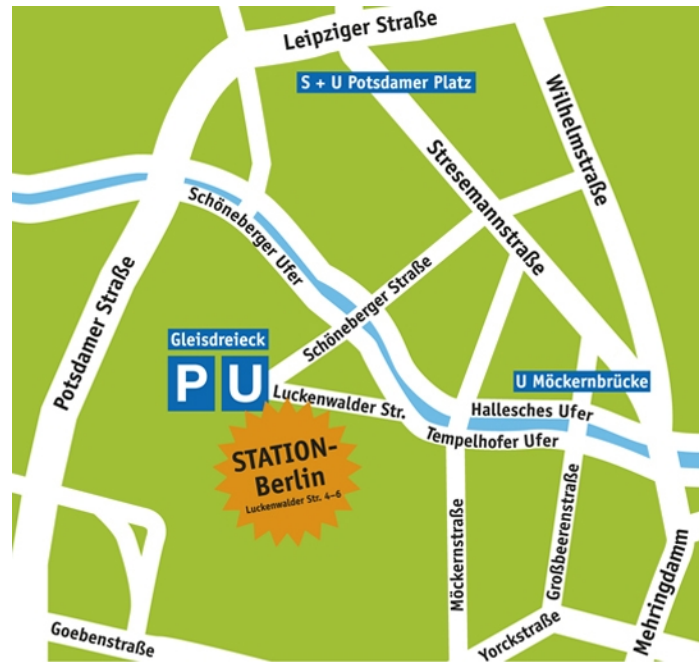 Leipziger Straße
S + U Potsdamer Platz
Wilhelmstraße
Stresemannstraße
Schöneberger Ufer
Schöneberger Straße
Potsdamer Straße
Gleisdreieck
P U
U Möckernbrücke
Luckenwalder Str.
Hallesches Ufer
Tempelhofer Ufer
STATION-
Berlin
Luckenwalder Str. 4–6
Möckernstraße
Großbeerenstraße
Mehringdamm
Goebenstraße
Yorckstraße